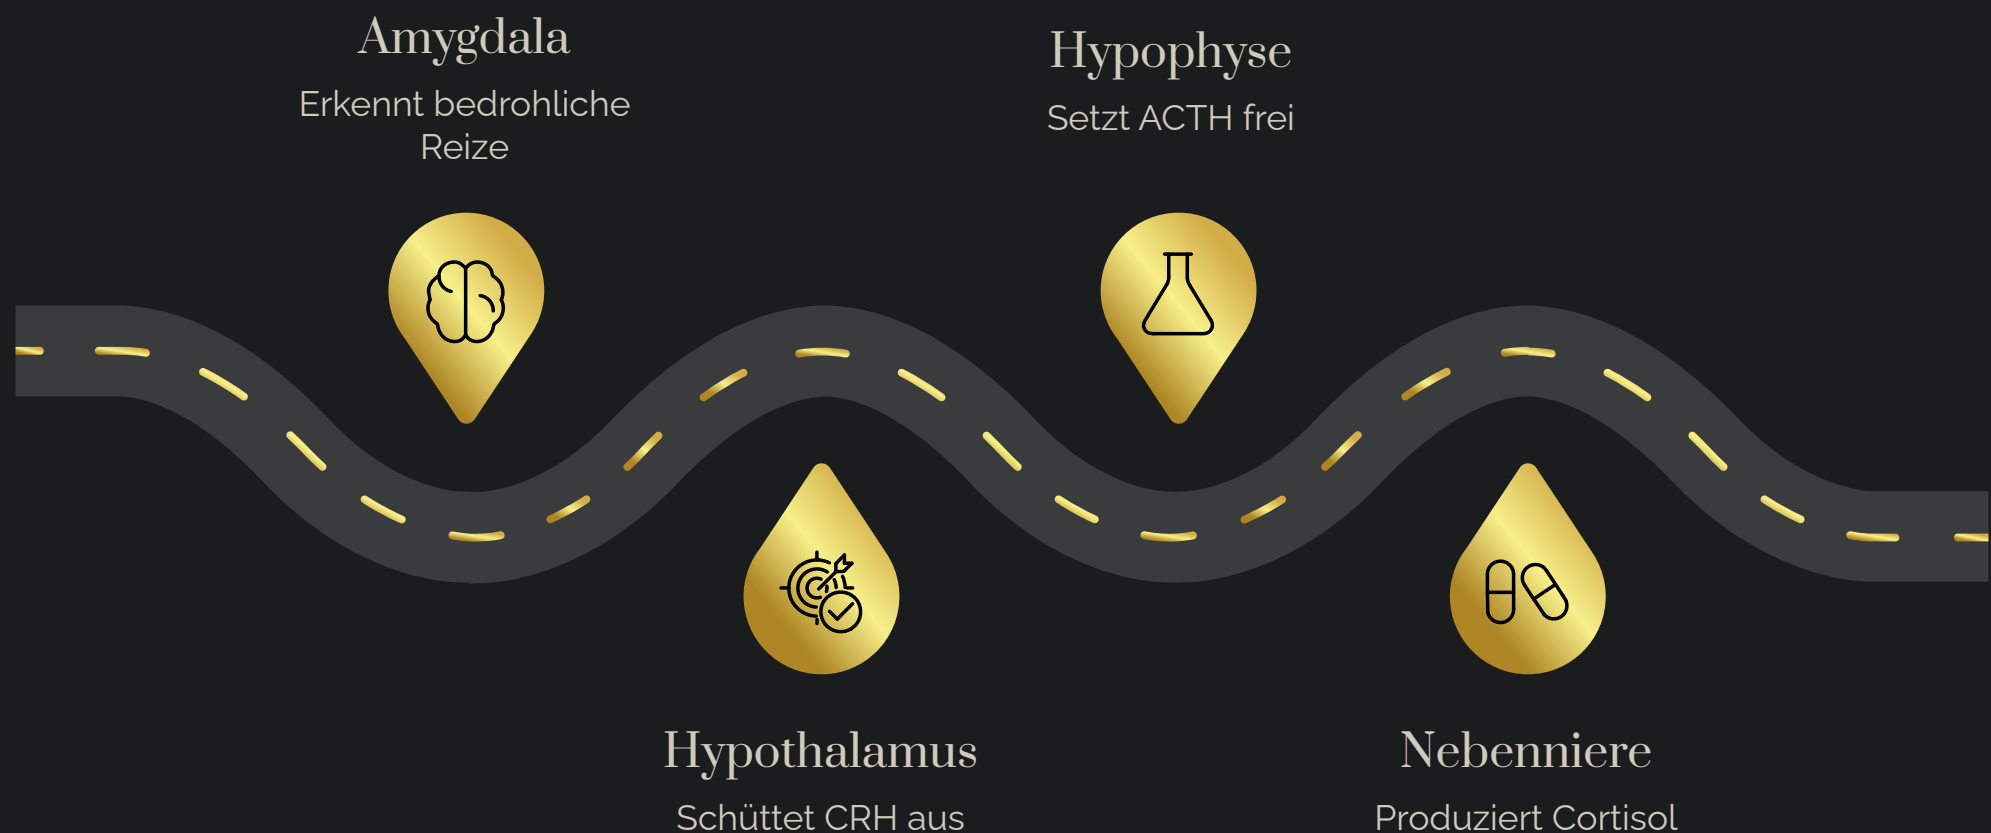 Amygdala
Erkennt bedrohliche
Reize
Hypothalamus
Schüttet CRH aus
Hypophyse
Setzt ACTH frei
Nebenniere
Produziert Cortisol